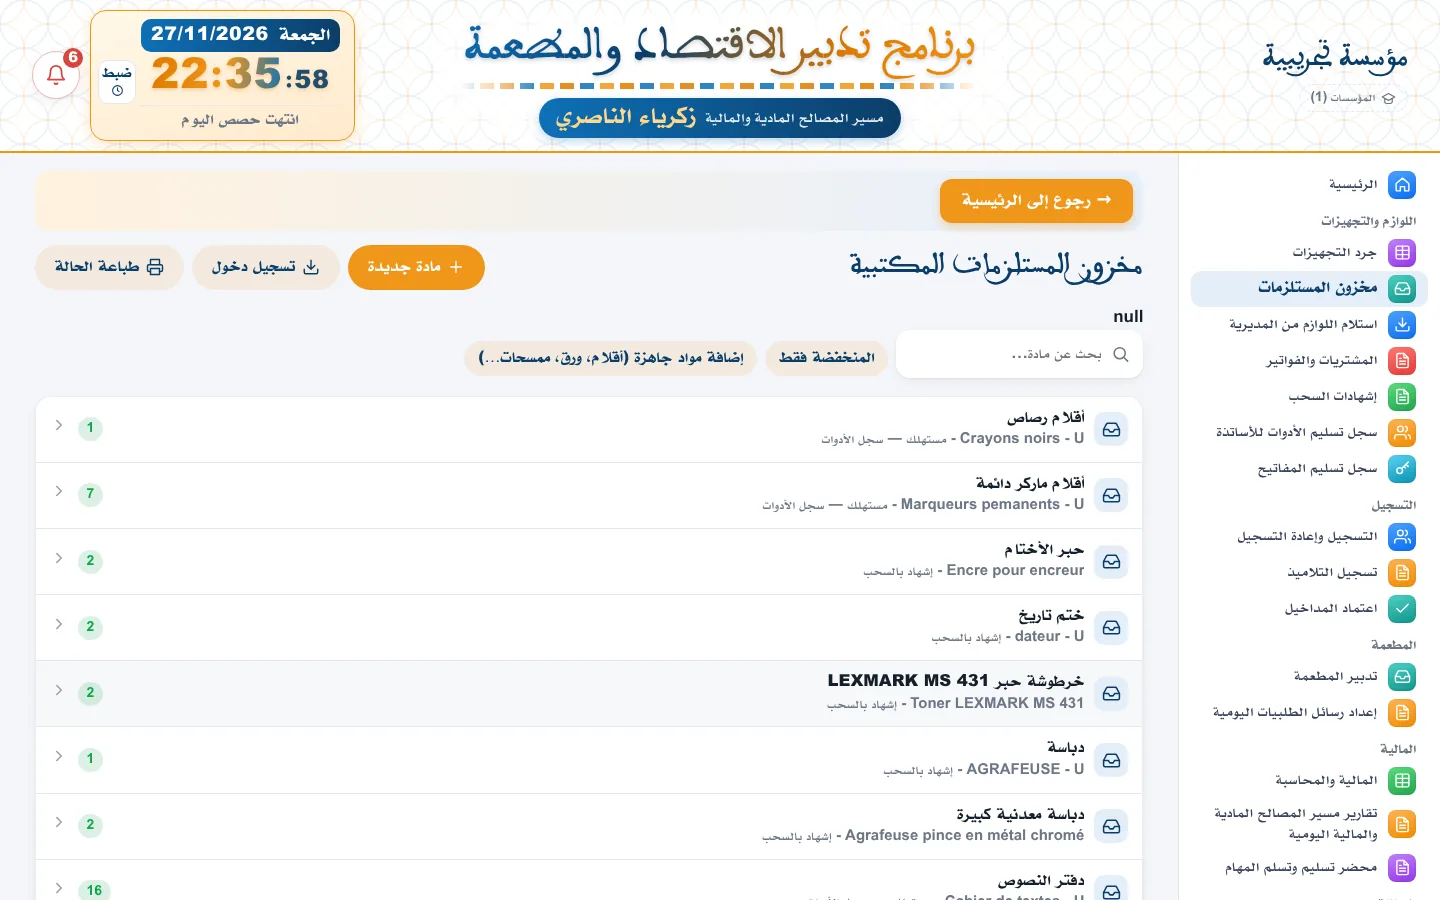 مؤسسة تجريبية
المؤسسات (1)
برنامج تدبير الاقتصاد والمطعمة
مسير المصالح المادية والمالية زكرياء الناصري
الجمعة 27/11/2026
22:35:58
ضبط
انتهت حصص اليوم
6
الرئيسية
اللوازم والتجهيزات
جرد التجهيزات
مخزون المستلزمات
استلام اللوازم من المديرية
المشتريات والفواتير
إشهادات السحب
سجل تسليم الأدوات للأساتذة
سجل تسليم المفاتيح
التسجيل
التسجيل وإعادة التسجيل
تسجيل التلاميذ
اعتماد المداخيل
المطعمة
تدبير المطعمة
إعداد رسائل الطلبيات اليومية
المالية
المالية والمحاسبة
تقارير مسير المصالح المادية
والمالية اليومية
محضر تسليم وتسلم المهام
→ رجوع إلى الرئيسية
مخزون المستلزمات المكتبية
+ مادة جديدة
تسجيل دخول
طباعة الحالة
null
بحث عن مادة...
المنخفضة فقط
إضافة مواد جاهزة (أقلام، ورق، ممسحات...)
أقلام رصاص
Crayons noirs - U - مستهلك — سجل الأدوات
1
أقلام ماركر دائمة
Marqueurs pemanents - U - مستهلك — سجل الأدوات
7
حبر الأختام
Encre pour encreur - إشهاد بالسحب
2
ختم تاريخ
dateur - U - إشهاد بالسحب
2
خرطوشة حبر LEXMARK MS 431
Toner LEXMARK MS 431 - إشهاد بالسحب
2
دباسة
AGRAFEUSE - U - إشهاد بالسحب
1
دباسة معدنية كبيرة
Agrafeuse pince en métal chromé - إشهاد بالسحب
2
دفتر النصوص
Cahier de textes - U
16